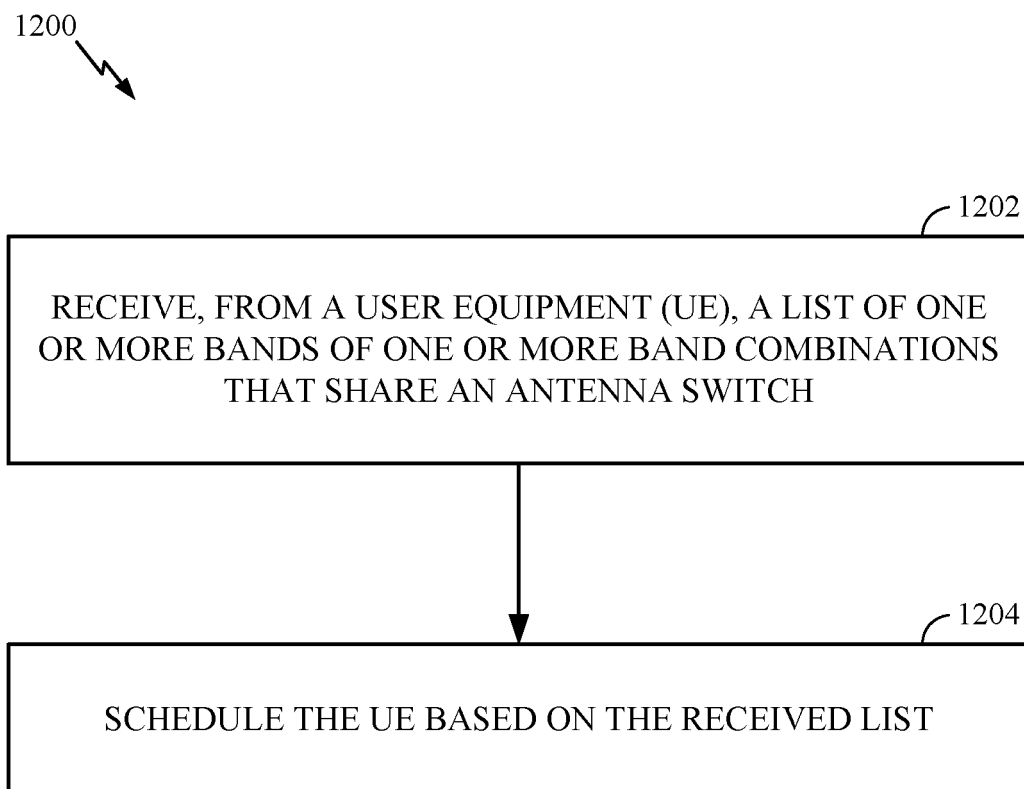 1200
1202
RECEIVE, FROM A USER EQUIPMENT (UE), A LIST OF ONE
OR MORE BANDS OF ONE OR MORE BAND COMBINATIONS
THAT SHARE AN ANTENNA SWITCH
1204
SCHEDULE THE UE BASED ON THE RECEIVED LIST